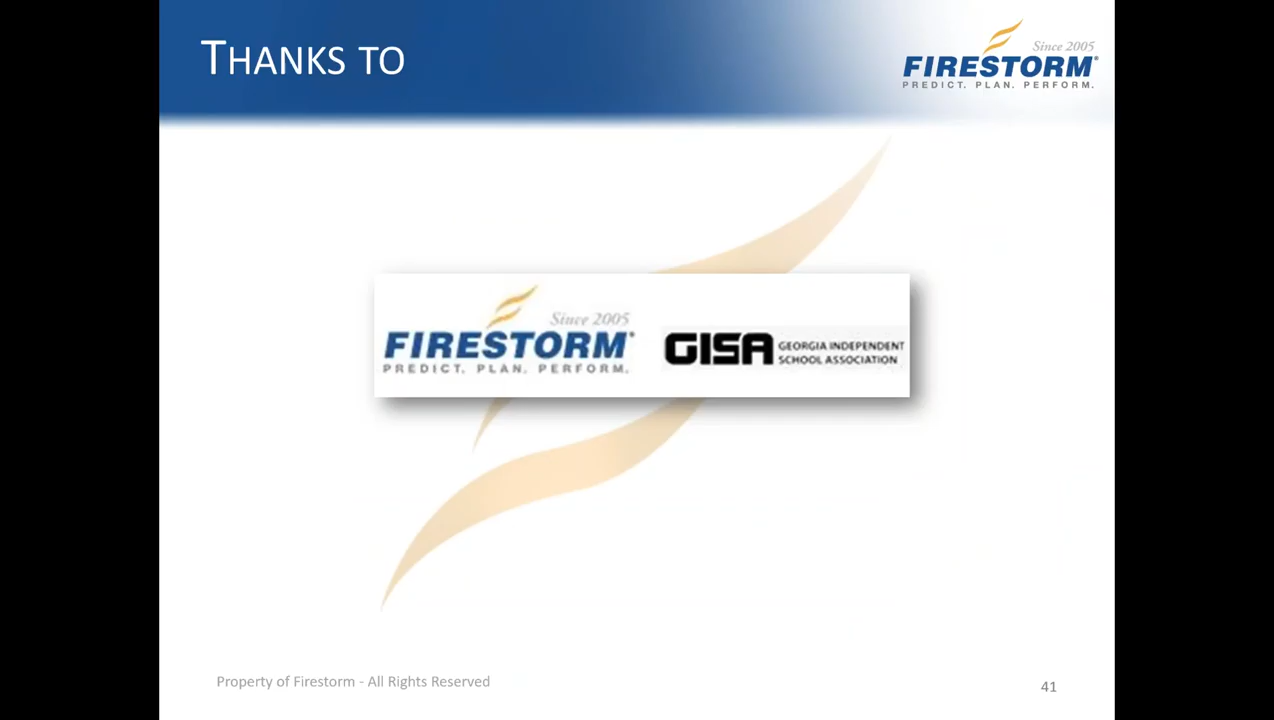 THANKS TO
Since 2005
FIRESTORM®
PREDICT. PLAN. PERFORM.
Since 2005
FIRESTORM®
PREDICT. PLAN. PERFORM.
GISA GEORGIA INDEPENDENT
SCHOOL ASSOCIATION
Property of Firestorm - All Rights Reserved
41